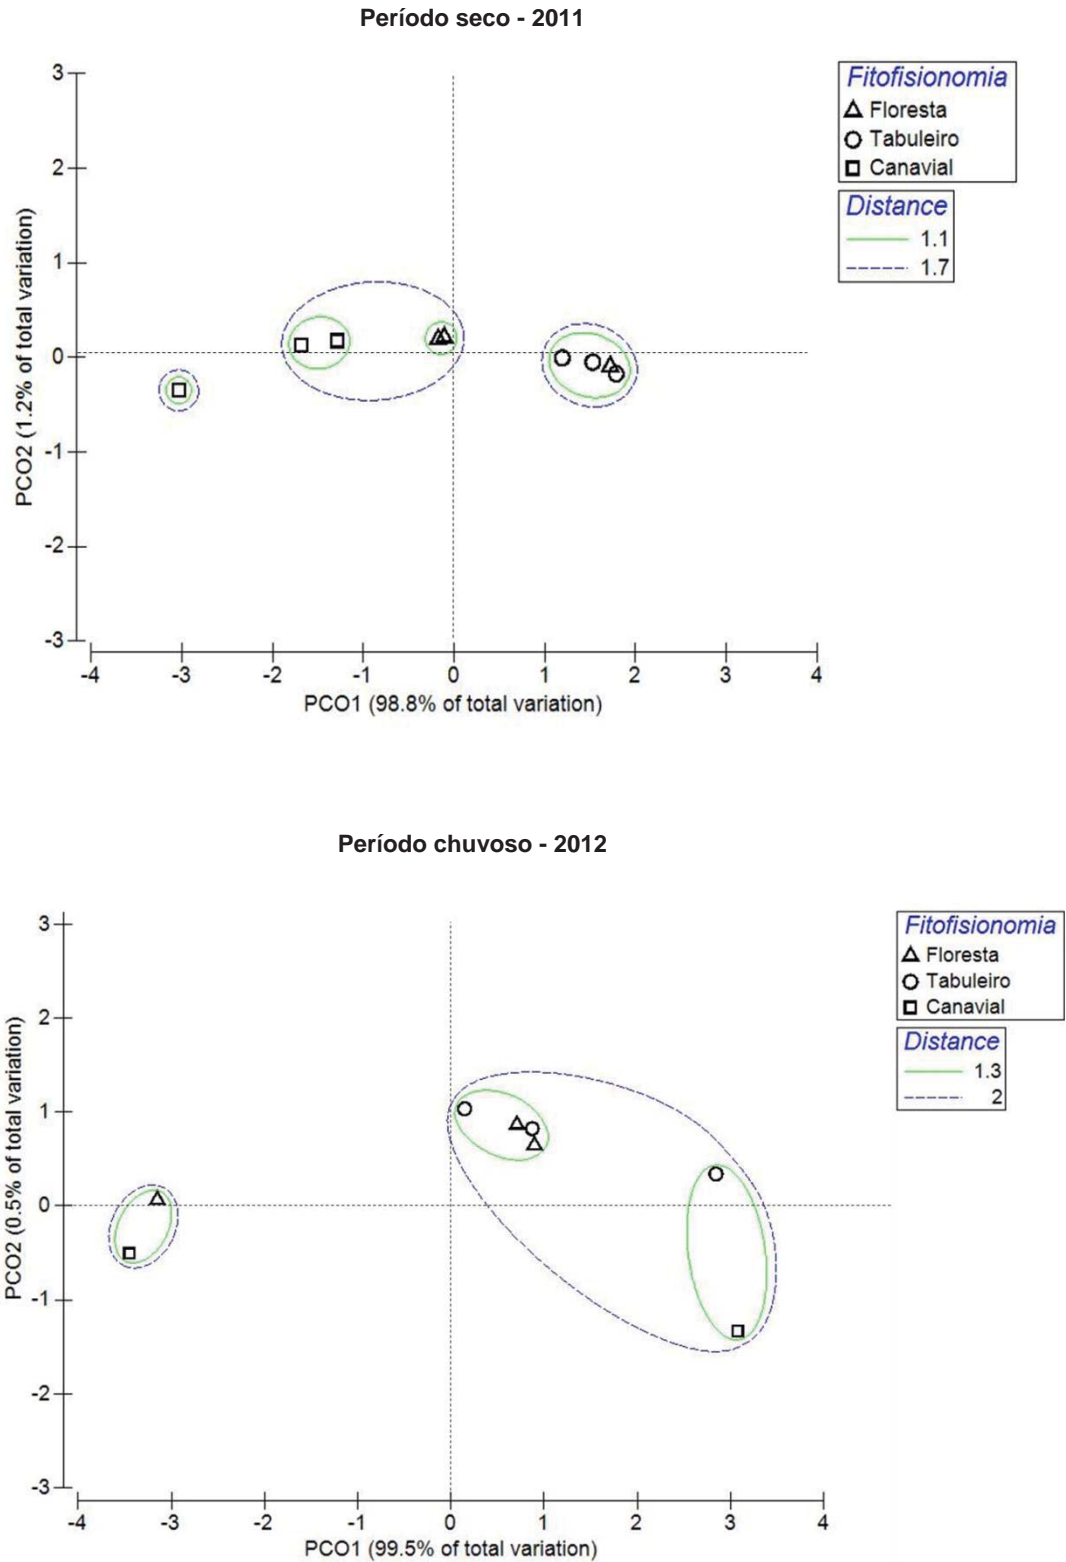 Período seco - 2011
Fitofisionomia
Floresta
Tabuleiro
Canavial
Distance
1.1
1.7
PCO2 (1.2% of total variation)
3
2
1
0
-1
-2
-3
-4 -3 -2 -1 0 1 2 3 4
PCO1 (98.8% of total variation)
Período chuvoso - 2012
Fitofisionomia
Floresta
Tabuleiro
Canavial
Distance
1.3
2
PCO2 (0.5% of total variation)
3
2
1
0
-1
-2
-3
-4 -3 -2 -1 0 1 2 3 4
PCO1 (99.5% of total variation)